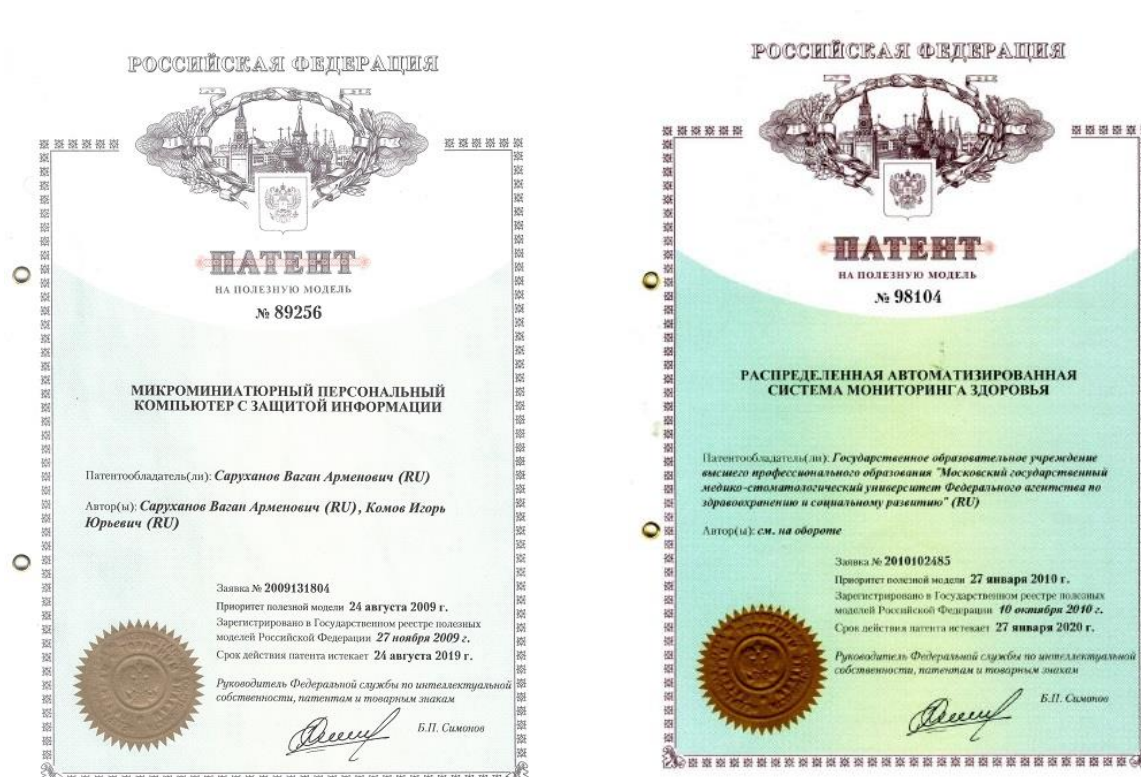 РОССИЙСКАЯ ФЕДЕРАЦИЯ
ПАТЕНТ
НА ПОЛЕЗНУЮ МОДЕЛЬ
№ 89256
МИКРОМИНИАТЮРНЫЙ ПЕРСОНАЛЬНЫЙ
КОМПЬЮТЕР С ЗАЩИТОЙ ИНФОРМАЦИИ
Патентообладатель(ли): Саруханов Ваган Арменович (RU)
Автор(ы): Саруханов Ваган Арменович (RU), Комов Игорь
Юрьевич (RU)
Заявка № 2009131804
Приоритет полезной модели 24 августа 2009 г.
Зарегистрировано в Государственном реестре полезных
моделей Российской Федерации 27 ноября 2009 г.
Срок действия патента истекает 24 августа 2019 г.
Руководитель Федеральной службы по интеллектуальной
собственности, патентам и товарным знакам
Б.П. Симонов
РОССИЙСКАЯ ФЕДЕРАЦИЯ
ПАТЕНТ
НА ПОЛЕЗНУЮ МОДЕЛЬ
№ 98104
РАСПРЕДЕЛЕННАЯ АВТОМАТИЗИРОВАННАЯ
СИСТЕМА МОНИТОРИНГА ЗДОРОВЬЯ
Патентообладатель(ли): Государственное образовательное учреждение
высшего профессионального образования "Московский государственный
медико-стоматологический университет Федерального агентства по
здравоохранению и социальному развитию" (RU)
Автор(ы): см. на обороте
Заявка № 2010102485
Приоритет полезной модели 27 января 2010 г.
Зарегистрировано в Государственном реестре полезных
моделей Российской Федерации 10 октября 2010 г.
Срок действия патента истекает 27 января 2020 г.
Руководитель Федеральной службы по интеллектуальной
собственности, патентам и товарным знакам
Б.П. Симонов